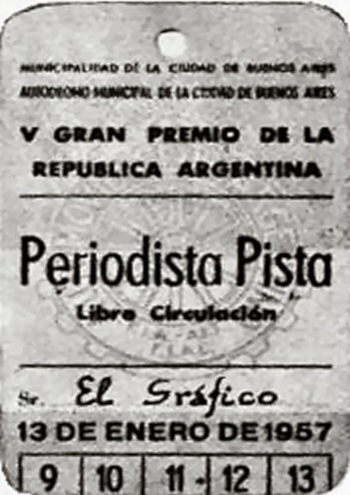 MUNICIPALIDAD DE LA CIUDAD DE BUENOS AIRES
AUTODROMO MUNICIPAL DE LA CIUDAD DE BUENOS AIRES
V GRAN PREMIO DE LA
REPUBLICA ARGENTINA
Periodista Pista
Libre Circulación
Sr. El Gráfico
13 DE ENERO DE 1957
9 10 11 12 13